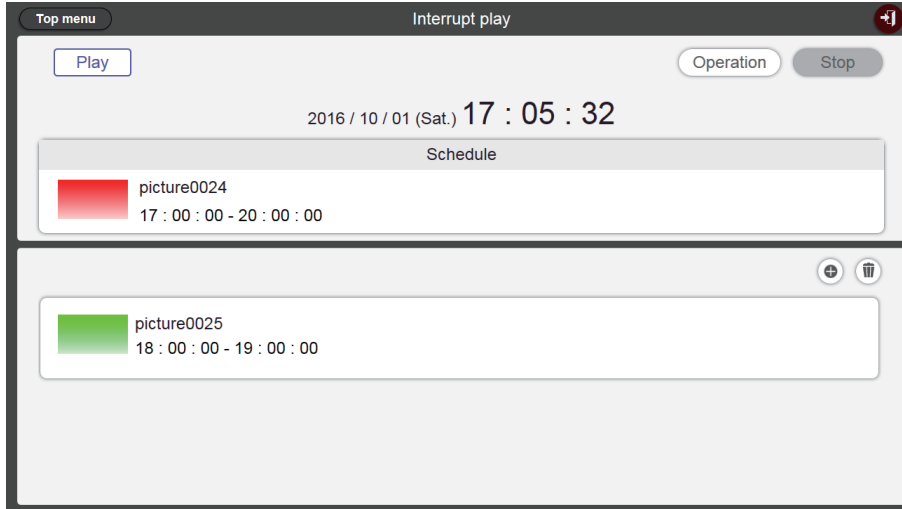 Top menu
Interrupt play
Play
Operation
Stop
2016 / 10 / 01 (Sat.) 17 : 05 : 32
Schedule
picture0024
17 : 00 : 00 - 20 : 00 : 00
picture0025
18 : 00 : 00 - 19 : 00 : 00